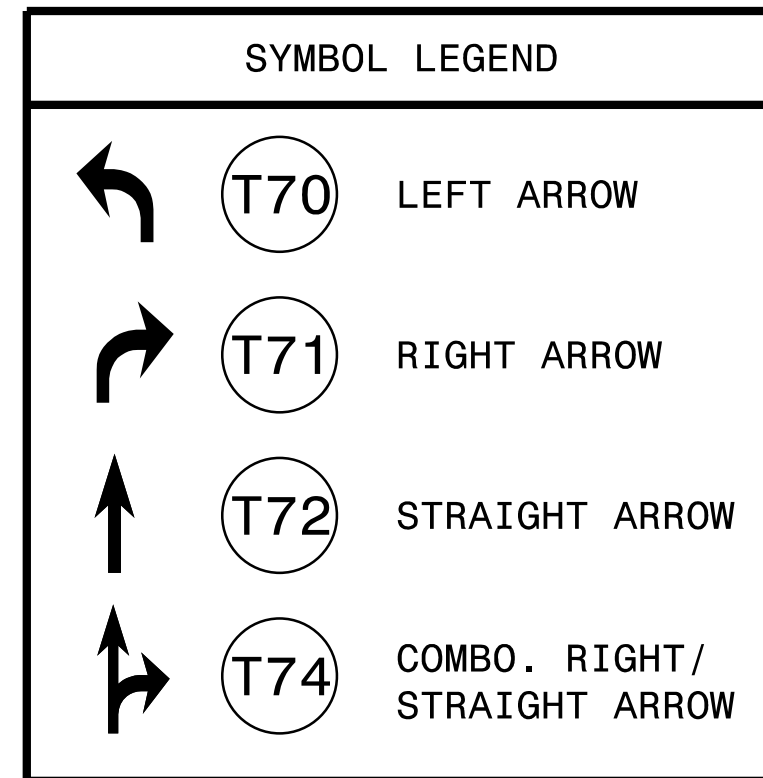 SYMBOL LEGEND
T70 LEFT ARROW
T71 RIGHT ARROW
T72 STRAIGHT ARROW
T74 COMBO. RIGHT/
STRAIGHT ARROW